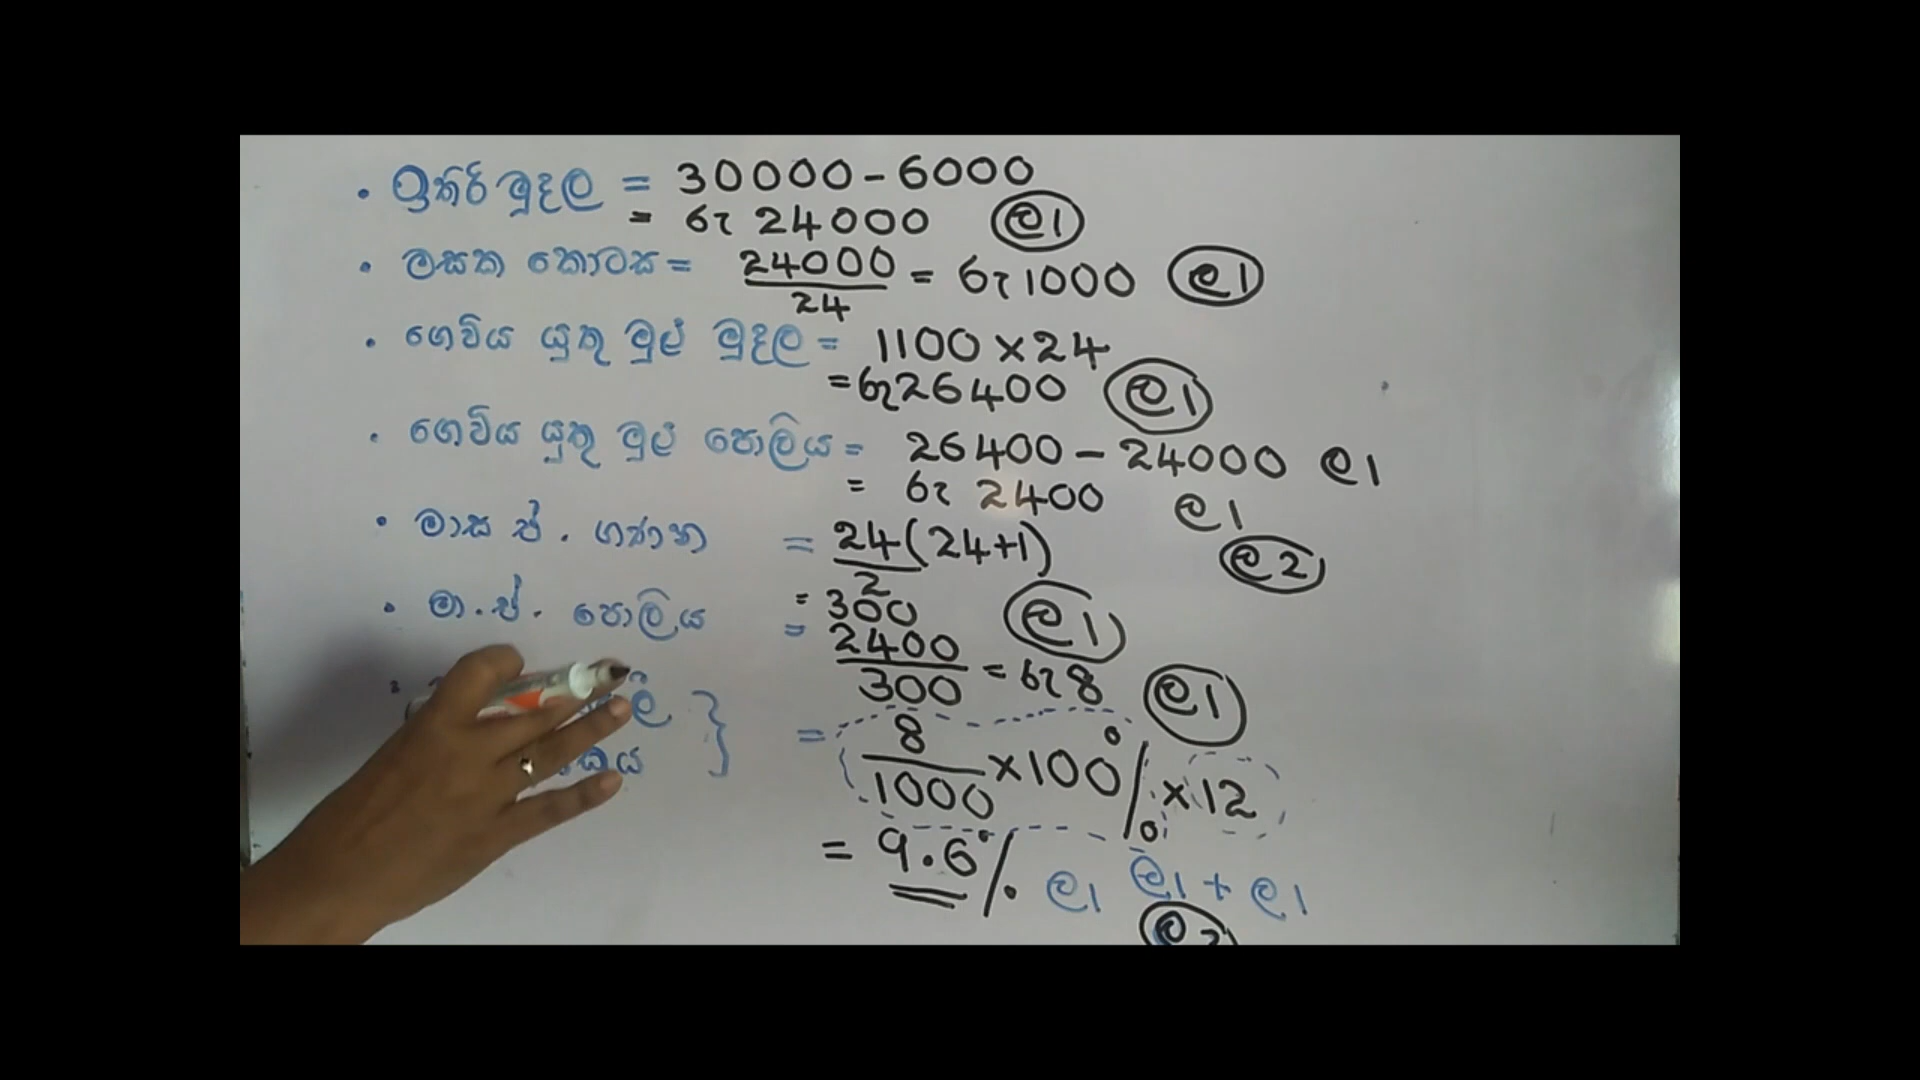 · ඉතිරි මුදල = 30000 - 6000
= රු 24000 ල1
· මාසික කොටස = 24000/24 = රු 1000 ල1
· ගෙවිය යුතු මුළු මුදල = 1100 × 24
= රු 26400 ල1
· ගෙවිය යුතු මුළු පොලිය = 26400 - 24000 ල1
= රු 2400 ල1
ල2
· මාස ඒ. ගණන = 24/2 (24+1)
= 300 ල1
· මා. ඒ. පොලිය = 2400/300 = රු 8 ල1
= 8/1000 × 100% × 12
= 9.6% ල1 ල1 + ල1